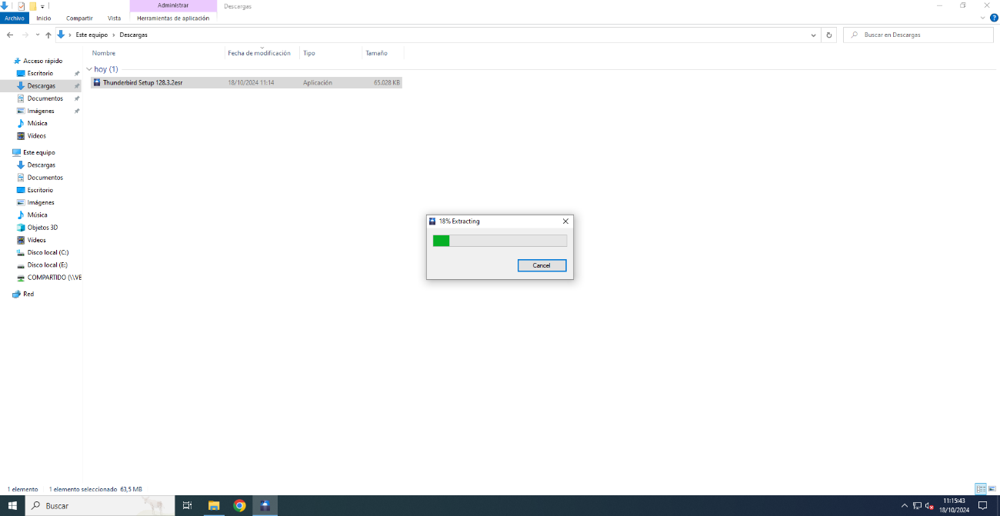 Administrar
Descargas
Archivo
Inicio
Compartir
Vista
Herramientas de aplicación
Este equipo
Descargas
Buscar en Descargas
Nombre
Fecha de modificación
Tipo
Tamaño
hoy (1)
Thunderbird Setup 128.3.2esr
18/10/2024 11:14
Aplicación
65.028 KB
Acceso rápido
Escritorio
Descargas
Documentos
Imágenes
Música
Vídeos
Este equipo
Descargas
Documentos
Escritorio
Imágenes
Música
Objetos 3D
Vídeos
Disco local (C:)
Disco local (E:)
COMPARTIDO (\\VE
Red
18% Extracting
Cancel
1 elemento
1 elemento seleccionado 63,5 MB
Buscar
11:15:43
18/10/2024